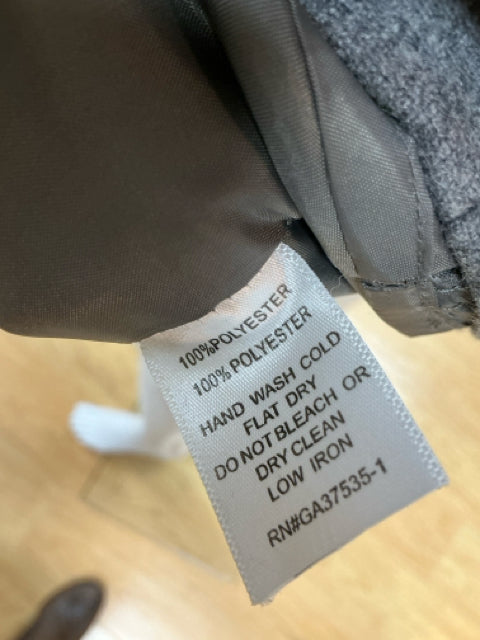 100%POLYESTER
100% POLYESTER
HAND WASH COLD
FLAT DRY
DO NOT BLEACH OR
DRY CLEAN
LOW IRON
RN#GA37535-1